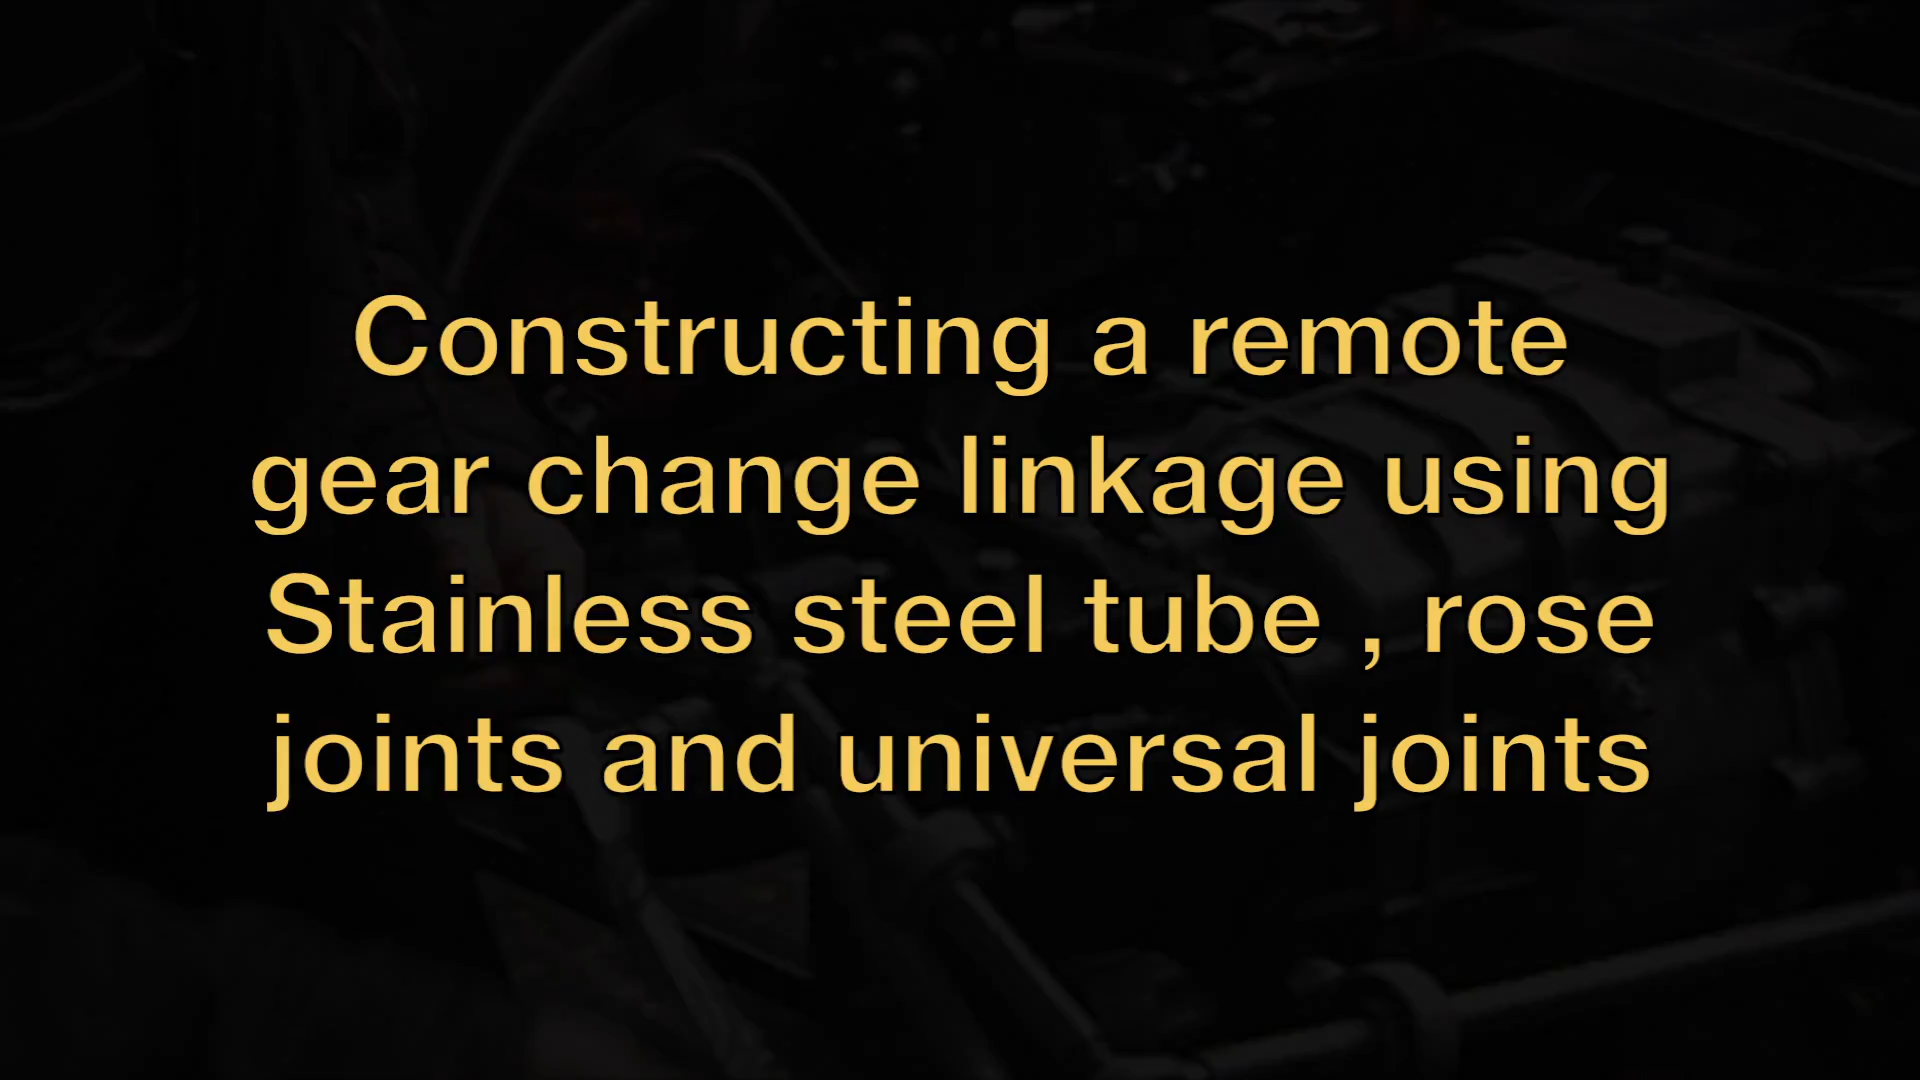 Constructing a remote
gear change linkage using
Stainless steel tube , rose
joints and universal joints